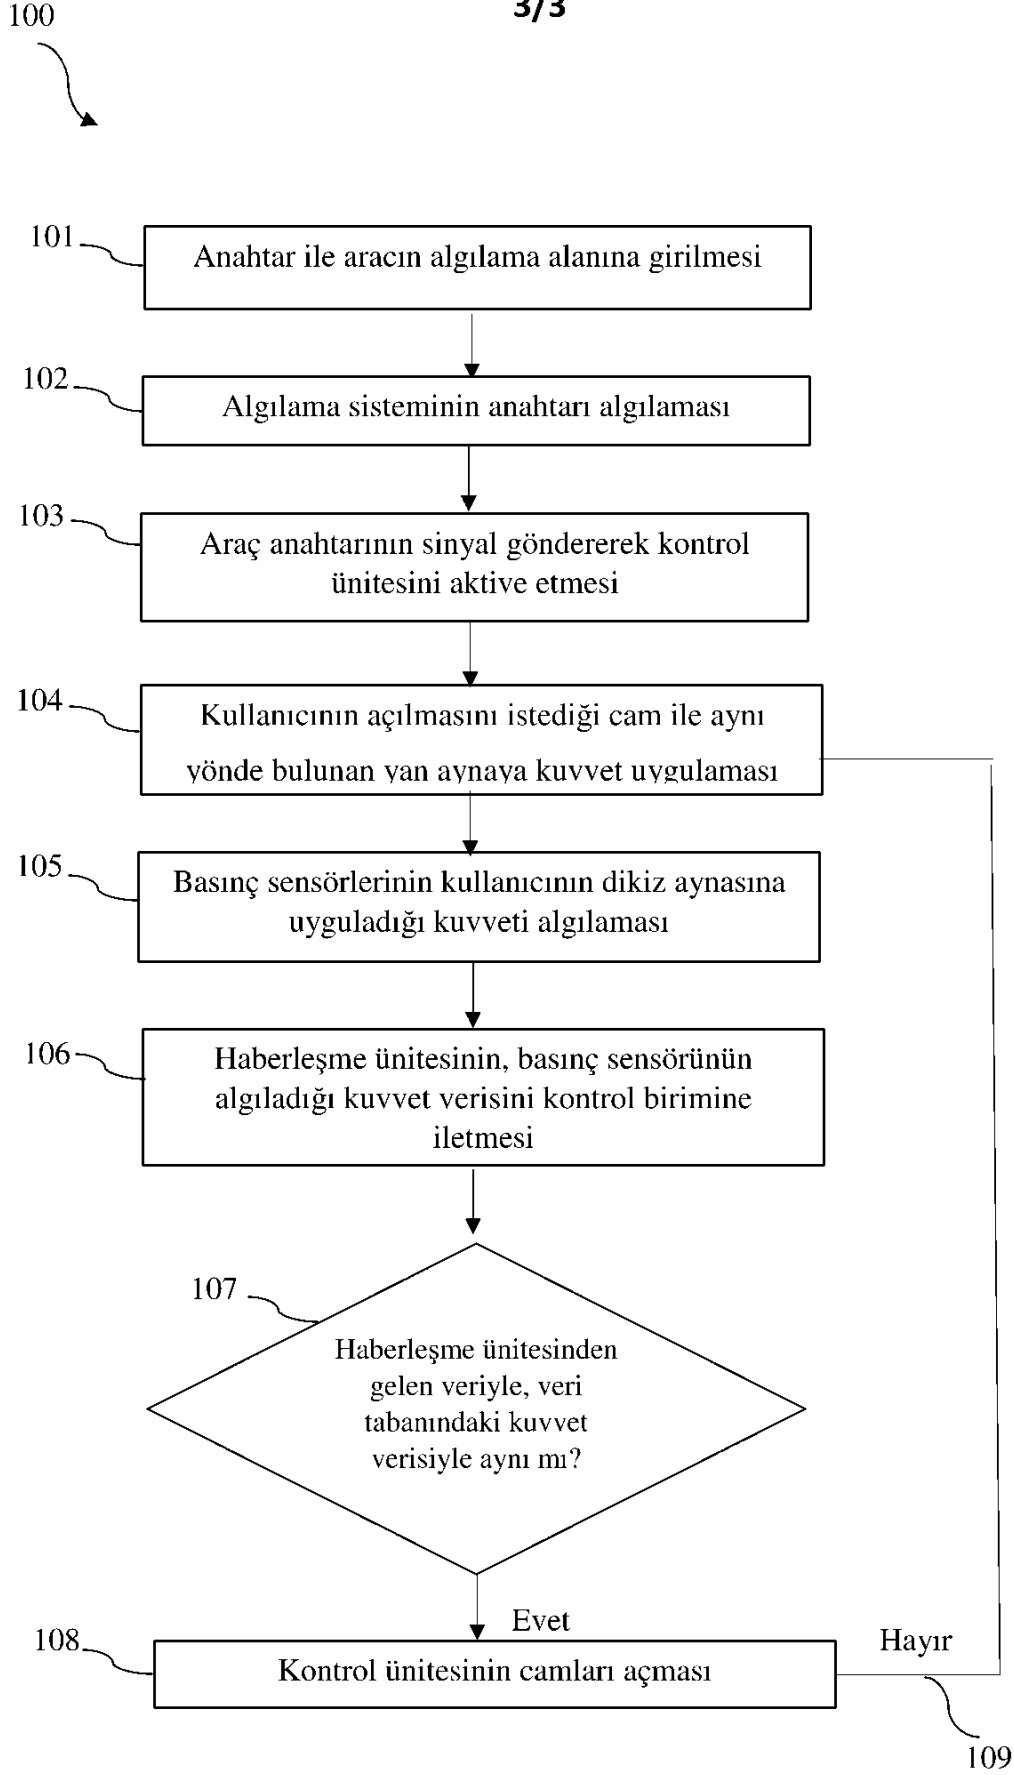 3/3
100
101
Anahtar ile aracın algılama alanına girilmesi
102
Algılama sisteminin anahtarı algılaması
103
Araç anahtarının sinyal göndererek kontrol
ünitesini aktive etmesi
104
Kullanıcının açılmasını istediği cam ile aynı
yönde bulunan yan aynaya kuvvet uygulaması
105
Basınç sensörlerinin kullanıcının dikiz aynasına
uyguladığı kuvveti algılaması
106
Haberleşme ünitesinin, basınç sensörünün
algıladığı kuvvet verisini kontrol birimine
iletmesi
107
Haberleşme ünitesinden
gelen veriyle, veri
tabanındaki kuvvet
verisiyle aynı mı?
Evet
108
Kontrol ünitesinin camları açması
Hayır
109